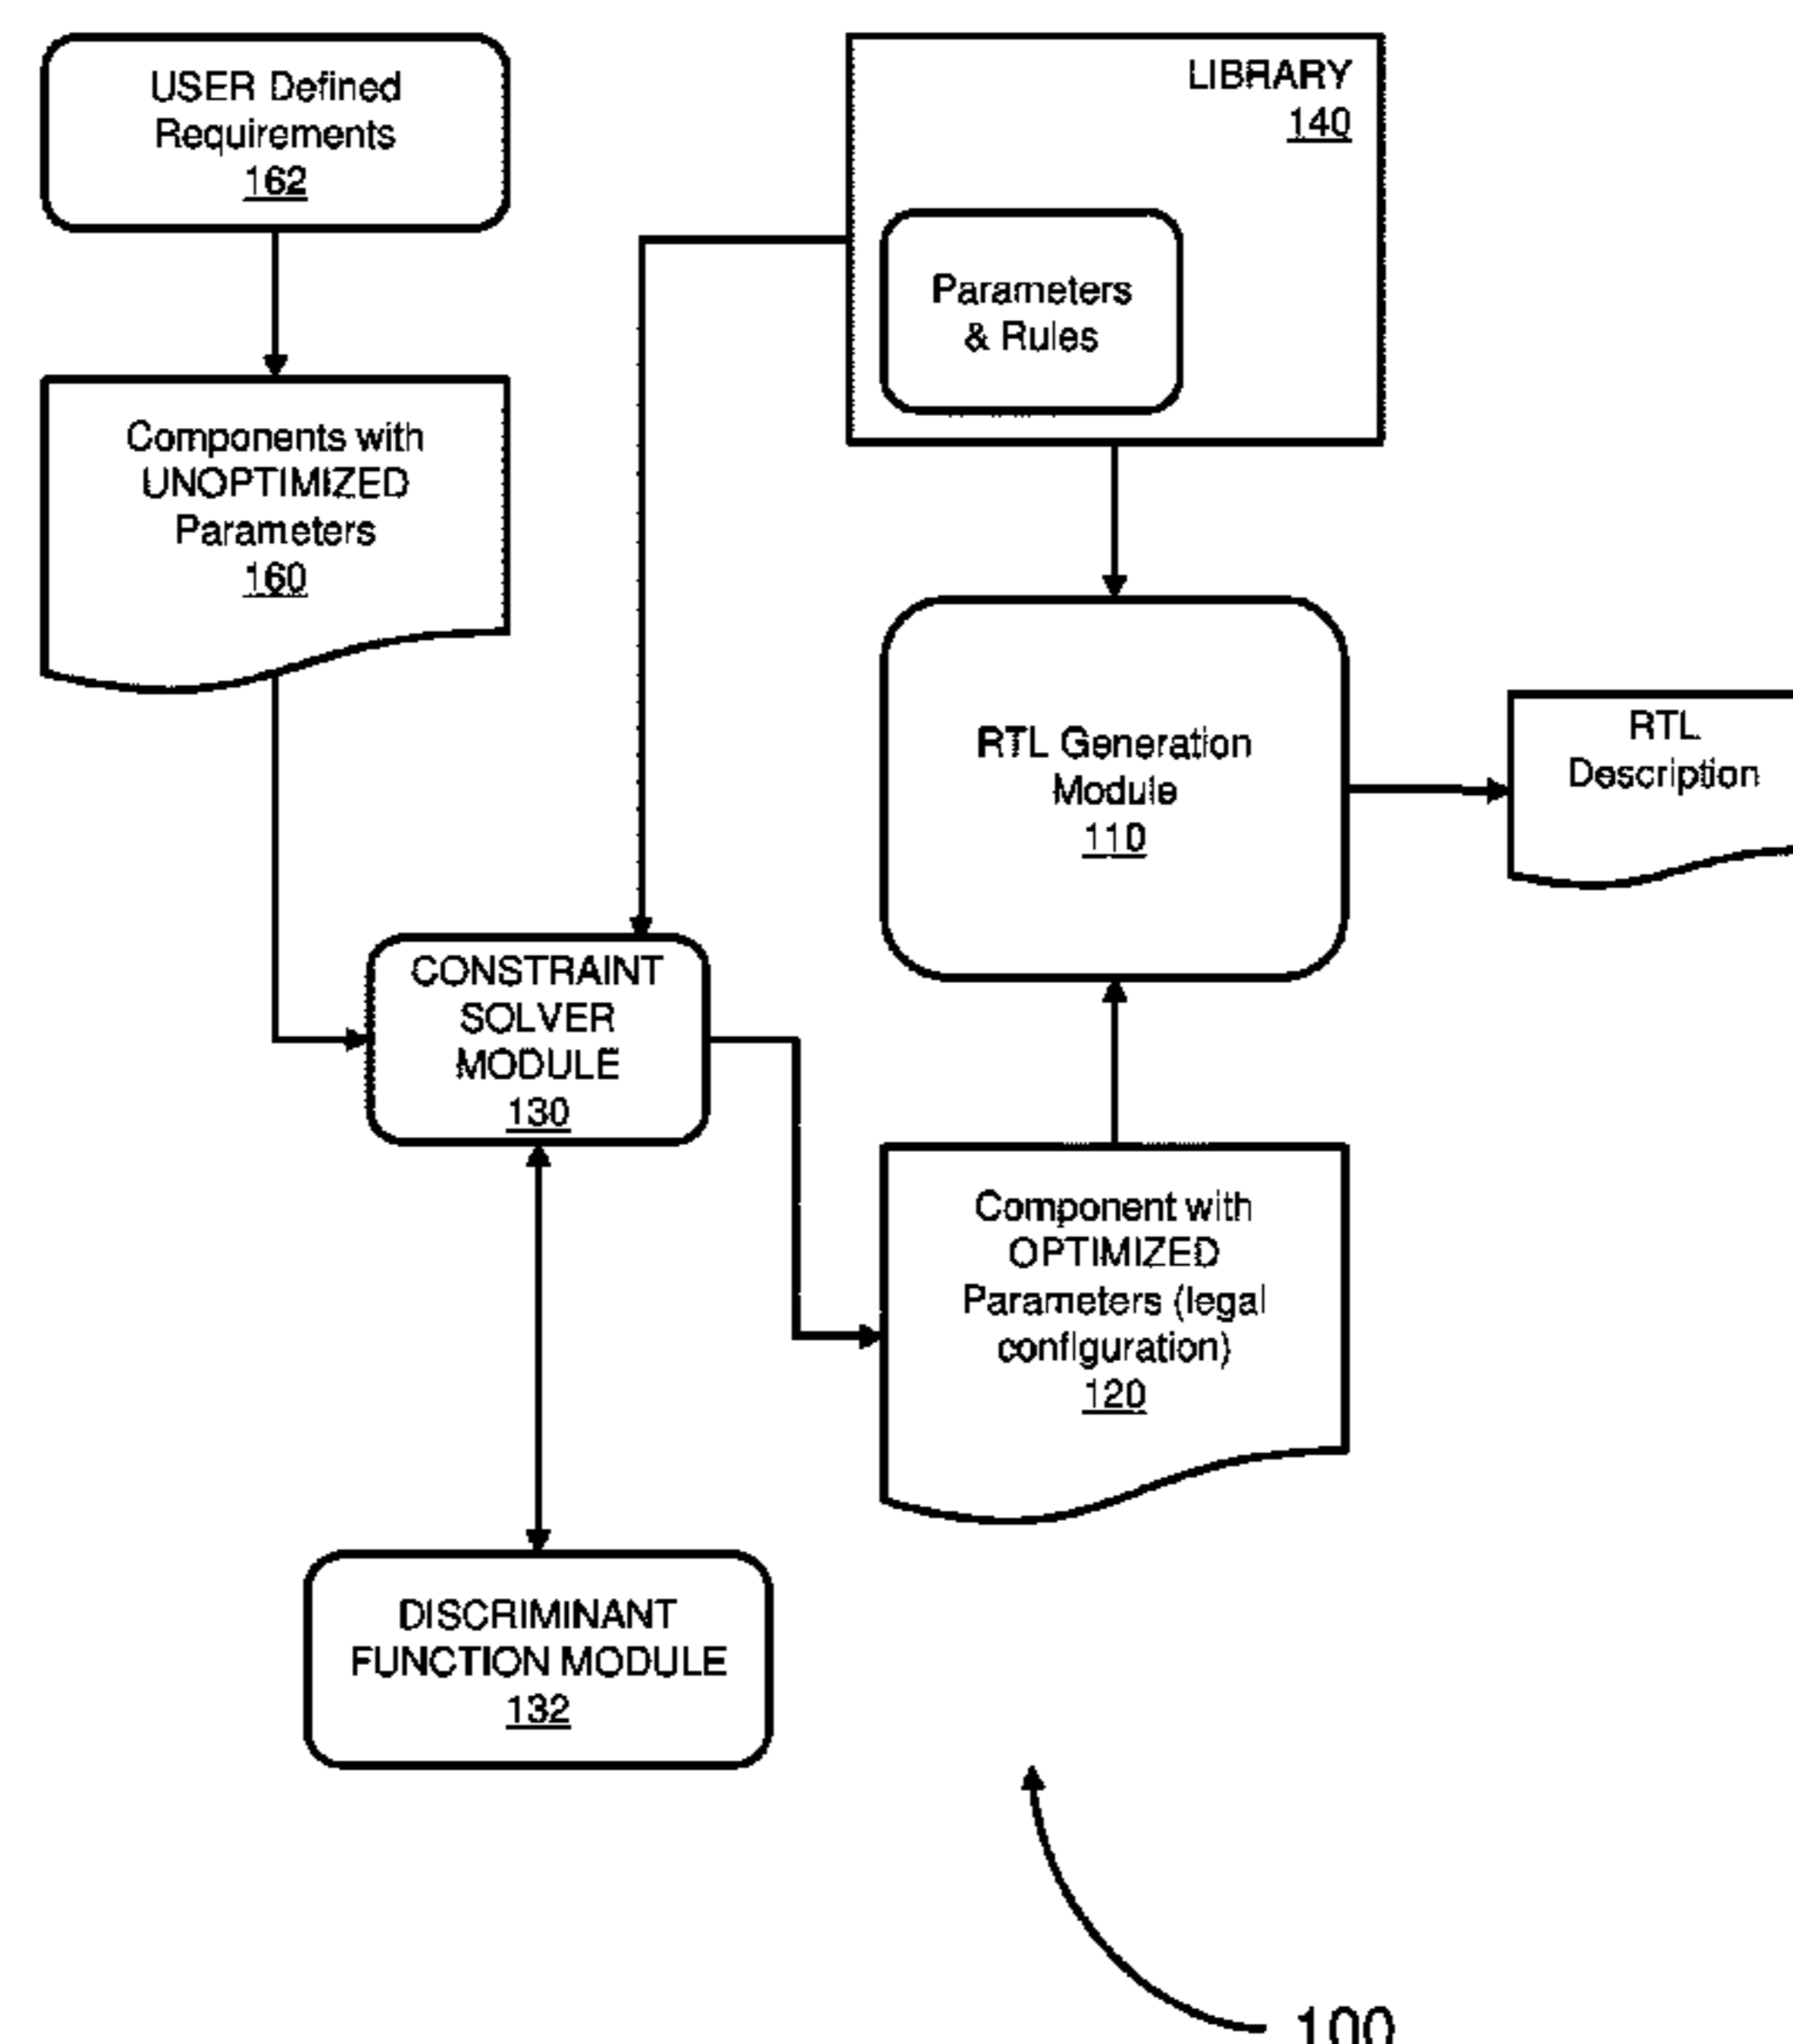 USER Defined
Requirements
162
LIBRARY
140
Parameters
& Rules
Components with
UNOPTIMIZED
Parameters
160
RTL Generation
Module
110
RTL
Description
CONSTRAINT
SOLVER
MODULE
130
Component with
OPTIMIZED
Parameters (legal
configuration)
120
DISCRIMINANT
FUNCTION MODULE
132
100